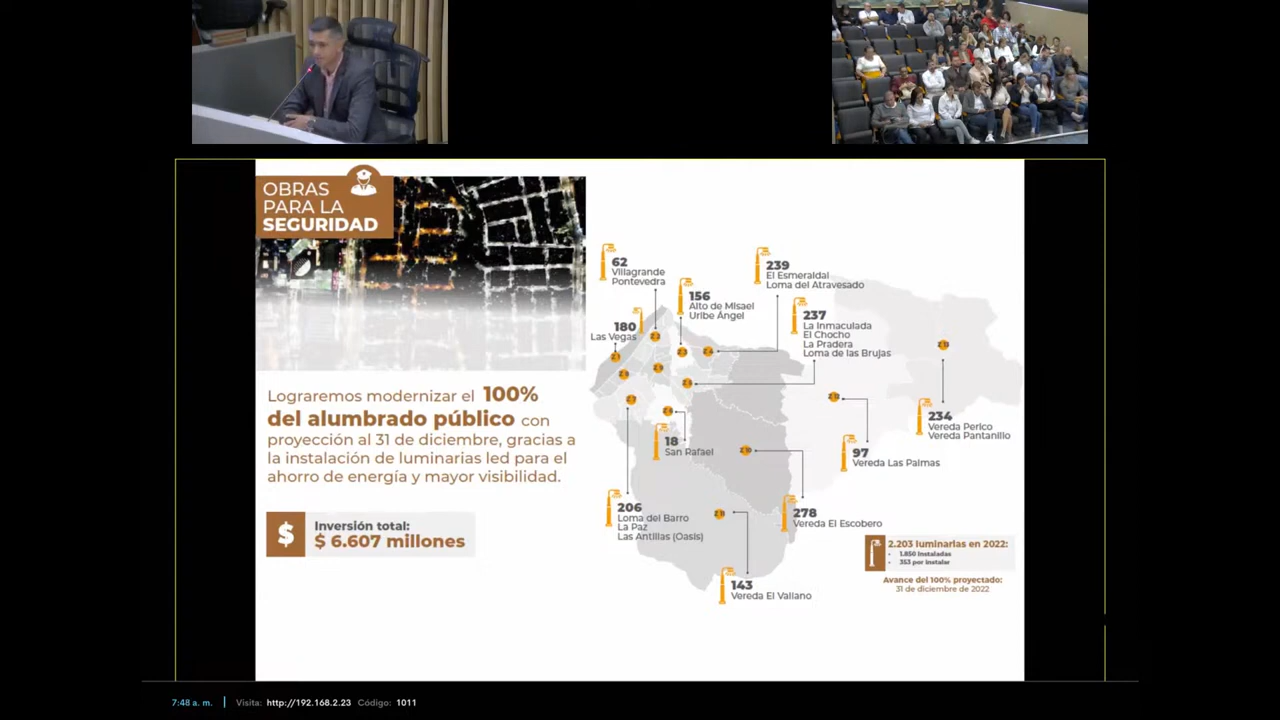 OBRAS
PARA LA
SEGURIDAD
Lograremos modernizar el 100%
del alumbrado público con
proyección al 31 de diciembre, gracias a
la instalación de luminarias led para el
ahorro de energía y mayor visibilidad.
$
Inversión total:
$ 6.607 millones
62
Villagrande
Pontevedra
156
Alto de Misael
Uribe Ángel
239
El Esmeraldal
Loma del Atravesado
180
Las Vegas
237
La Inmaculada
El Chocho
La Pradera
Loma de las Brujas
234
Vereda Perico
Vereda Pantanillo
18
San Rafael
97
Vereda Las Palmas
206
Loma del Barro
La Paz
Las Antillas (Oasis)
278
Vereda El Escobero
143
Vereda El Vallano
2.203 luminarias en 2022:
• 1.850 Instaladas
• 353 por instalar
Avance del 100% proyectado:
31 de diciembre de 2022
7:48 a. m. | Visita: http://192.168.2.23 Código: 1011